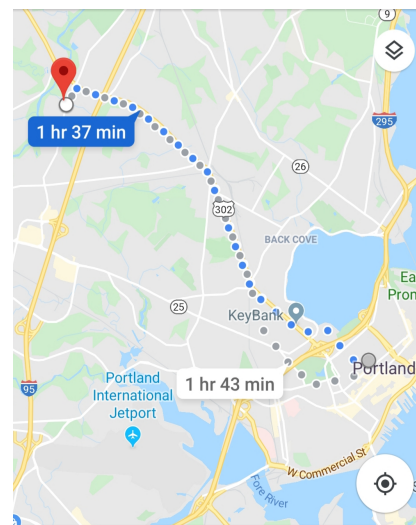 9
295
1 hr 37 min
26
302
BACK COVE
Ea
Pron
25
KeyBank
Portland
1 hr 43 min
95
Portland
International
Jetport
W Commercial St
Fore River
S